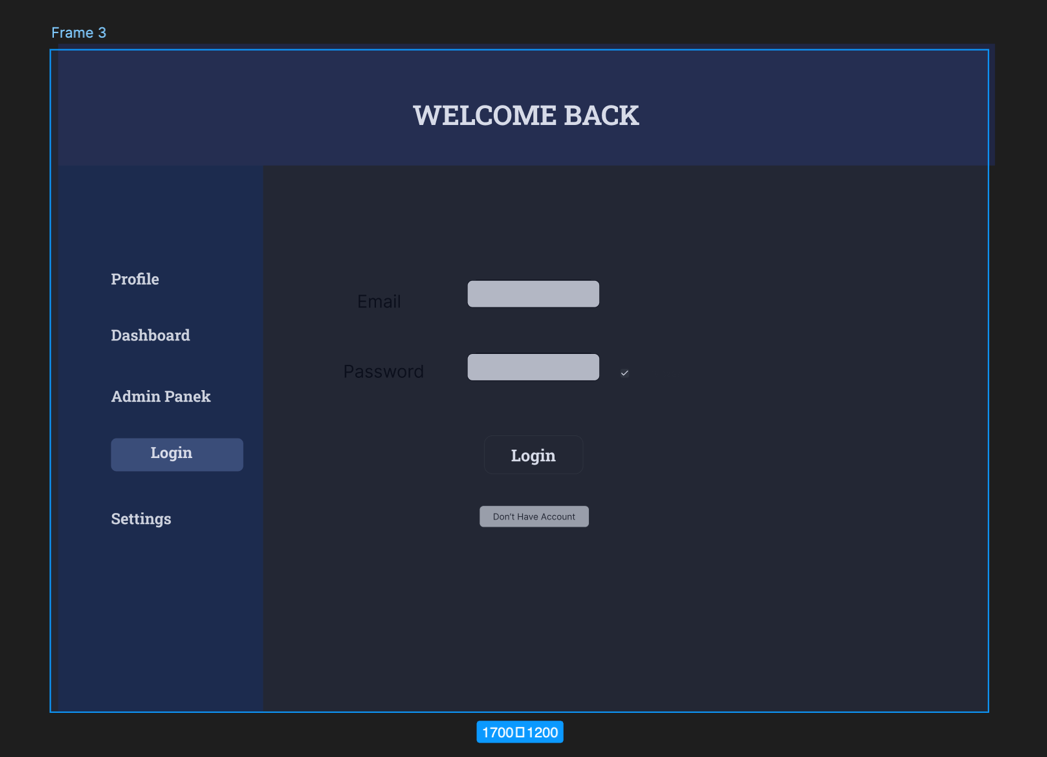 Frame 3
WELCOME BACK
Profile
Dashboard
Admin Panek
Login
Settings
Email
Password
Login
Don't Have Account
1700▯1200